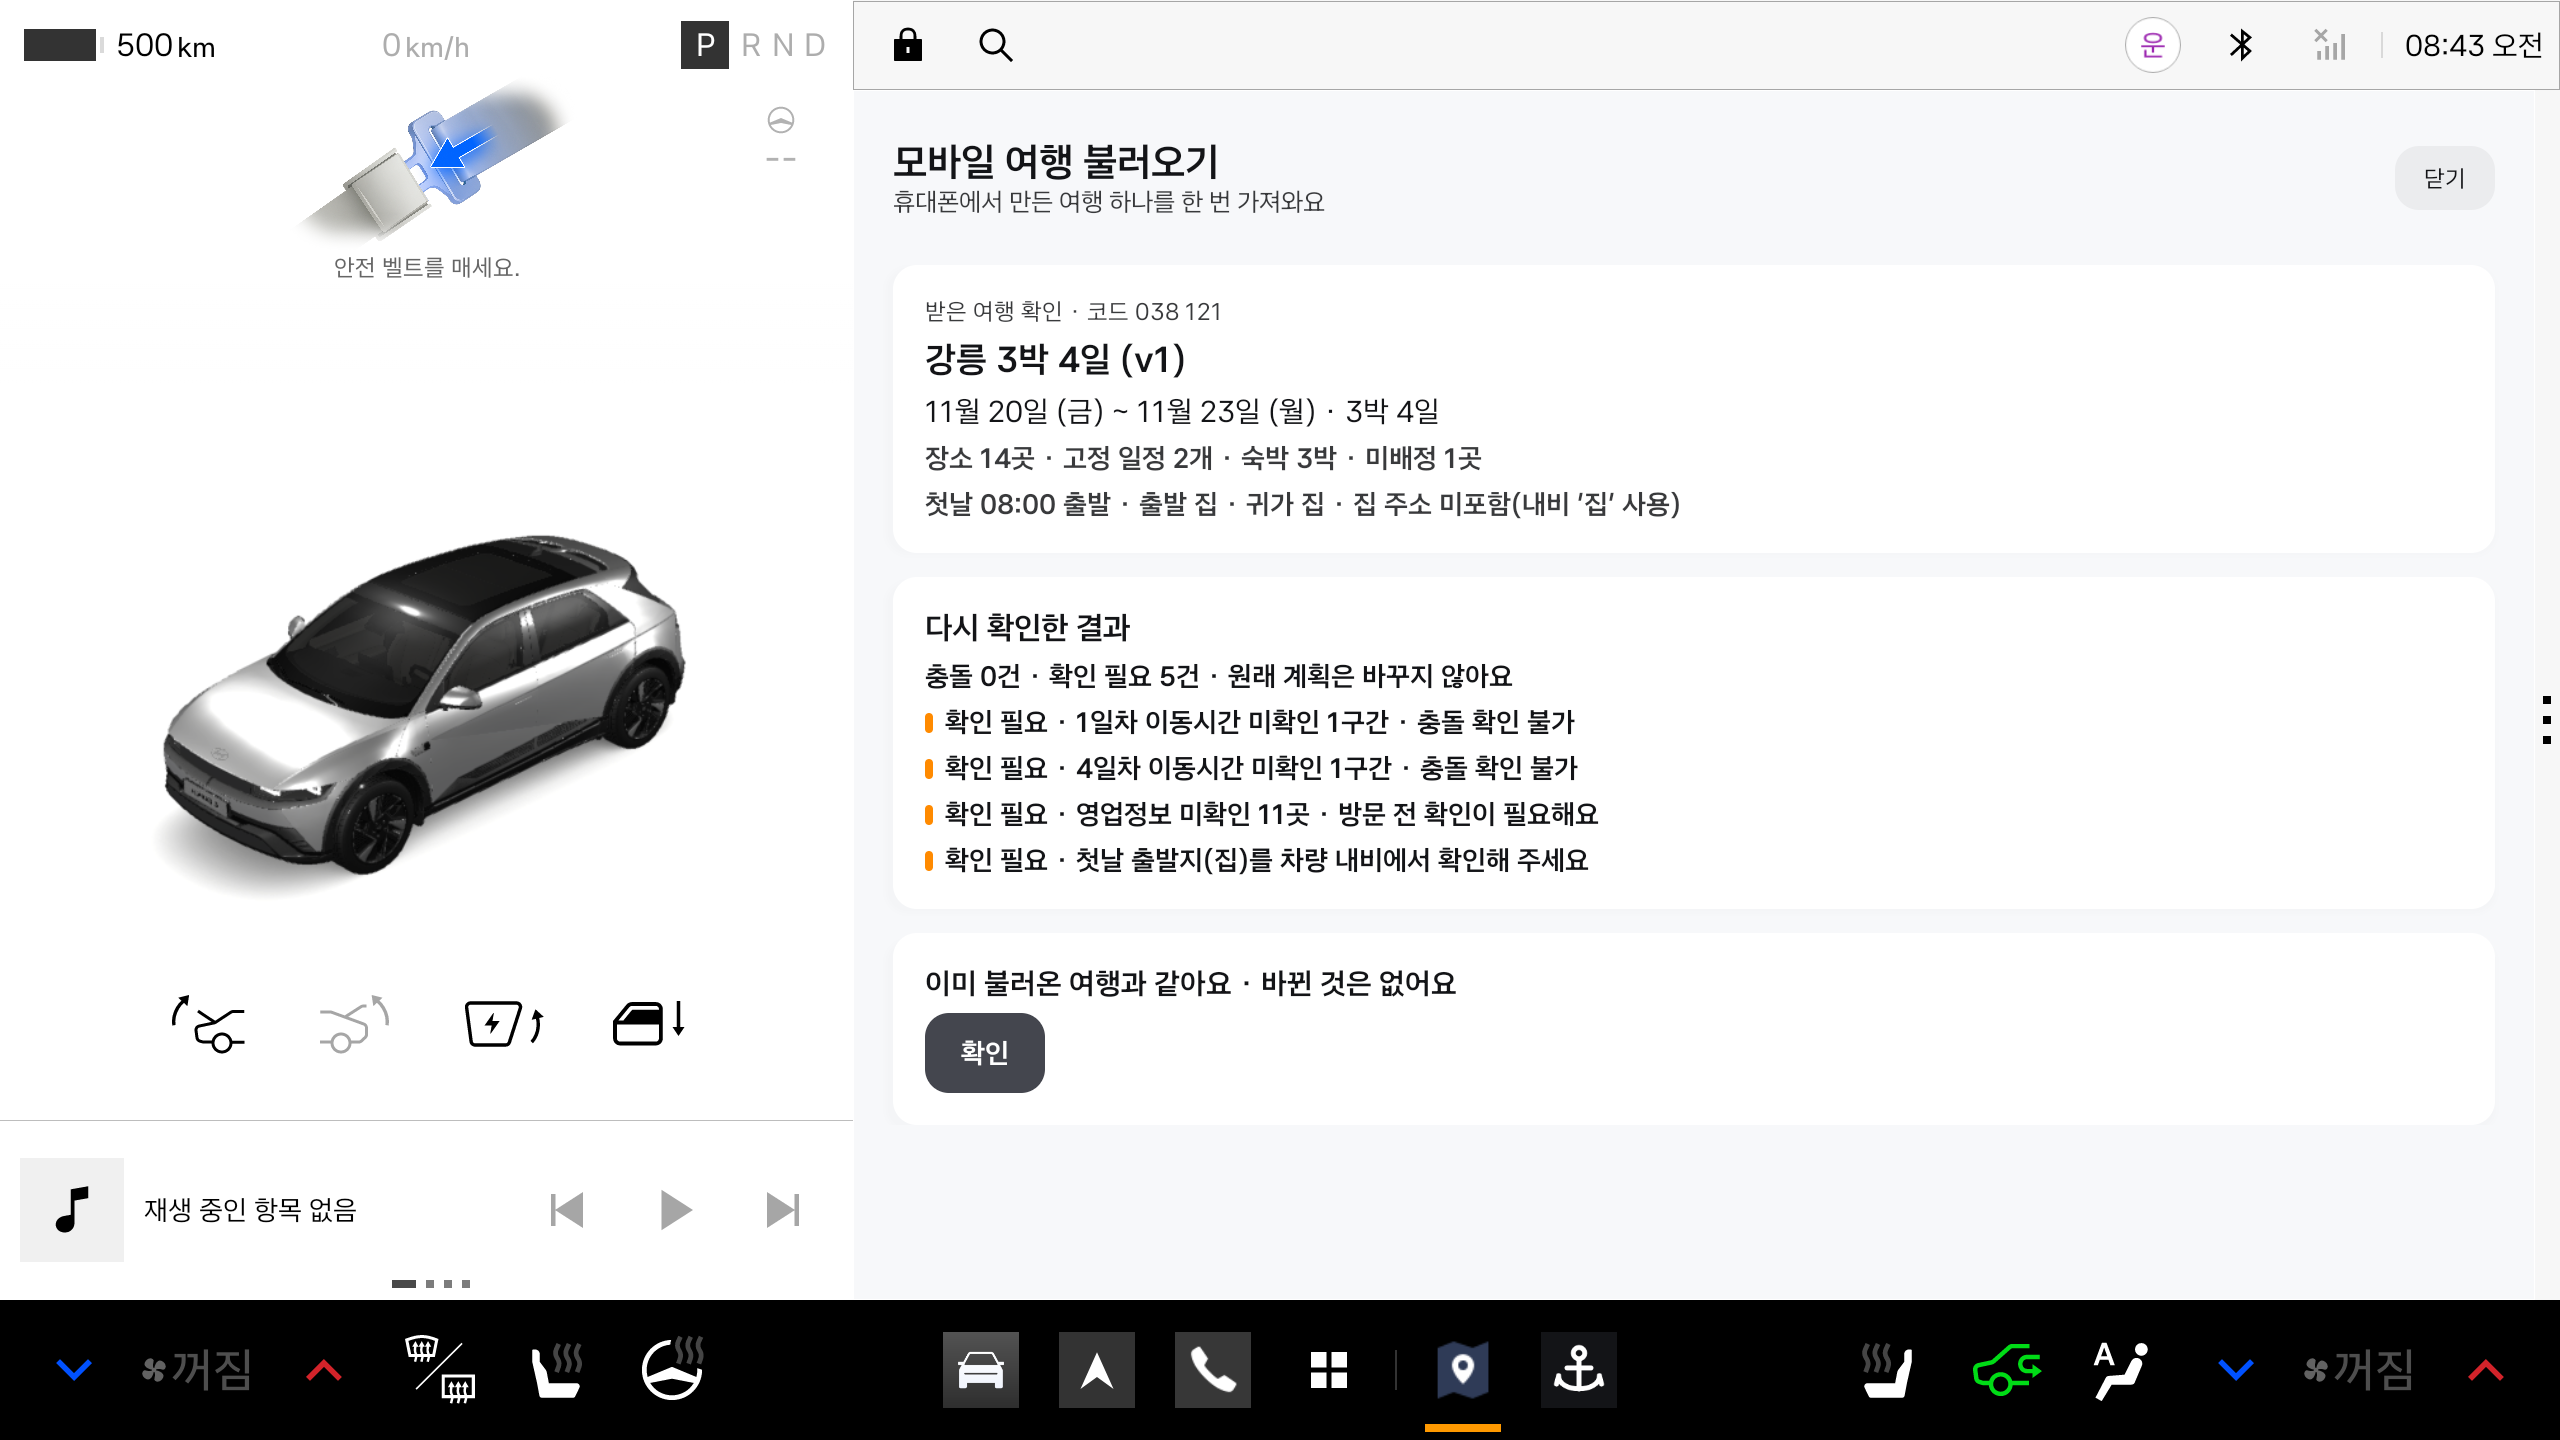 500 km
0 km/h
P R N D
08:43 오전
운
안전 벨트를 매세요.
모바일 여행 불러오기
휴대폰에서 만든 여행 하나를 한 번 가져와요
닫기
받은 여행 확인 · 코드 038 121
강릉 3박 4일 (v1)
11월 20일 (금) ~ 11월 23일 (월) · 3박 4일
장소 14곳 · 고정 일정 2개 · 숙박 3박 · 미배정 1곳
첫날 08:00 출발 · 출발 집 · 귀가 집 · 집 주소 미포함(내비 '집' 사용)
다시 확인한 결과
충돌 0건 · 확인 필요 5건 · 원래 계획은 바꾸지 않아요
확인 필요 · 1일차 이동시간 미확인 1구간 · 충돌 확인 불가
확인 필요 · 4일차 이동시간 미확인 1구간 · 충돌 확인 불가
확인 필요 · 영업정보 미확인 11곳 · 방문 전 확인이 필요해요
확인 필요 · 첫날 출발지(집)를 차량 내비에서 확인해 주세요
이미 불러온 여행과 같아요 · 바뀐 것은 없어요
확인
재생 중인 항목 없음
꺼짐
A
꺼짐